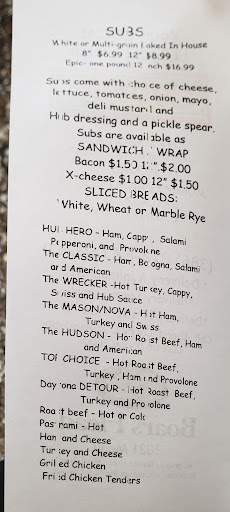 SUBS
White or Multi-grain Baked In House
8" $6.99 12" $8.99
Epic- one pound 12 inch $16.99
Subs come with choice of cheese,
lettuce, tomatoes, onion, mayo,
deli mustard and
Hub dressing and a pickle spear.
Subs are available as
SANDWICH / WRAP
Bacon $1.50 12".$2.00
X-cheese $1.00 12" $1.50
SLICED BREADS:
White, Wheat or Marble Rye
HUB HERO - Ham, Cappy, Salami
Pepperoni, and Provolone
The CLASSIC - Ham, Bologna, Salami
and American
The WRECKER - Hot Turkey, Cappy,
Swiss and Hub Sauce
The MASON/NOVA - Hot Ham,
Turkey and Swiss
The HUDSON - Hot Roast Beef, Ham
and American
TOP CHOICE - Hot Roast Beef,
Turkey, Ham and Provolone
Daytona DETOUR - Hot Roast Beef,
Turkey and Provolone
Roast beef - Hot or Cold
Pastrami - Hot
Ham and Cheese
Turkey and Cheese
Grilled Chicken
Fried Chicken Tenders